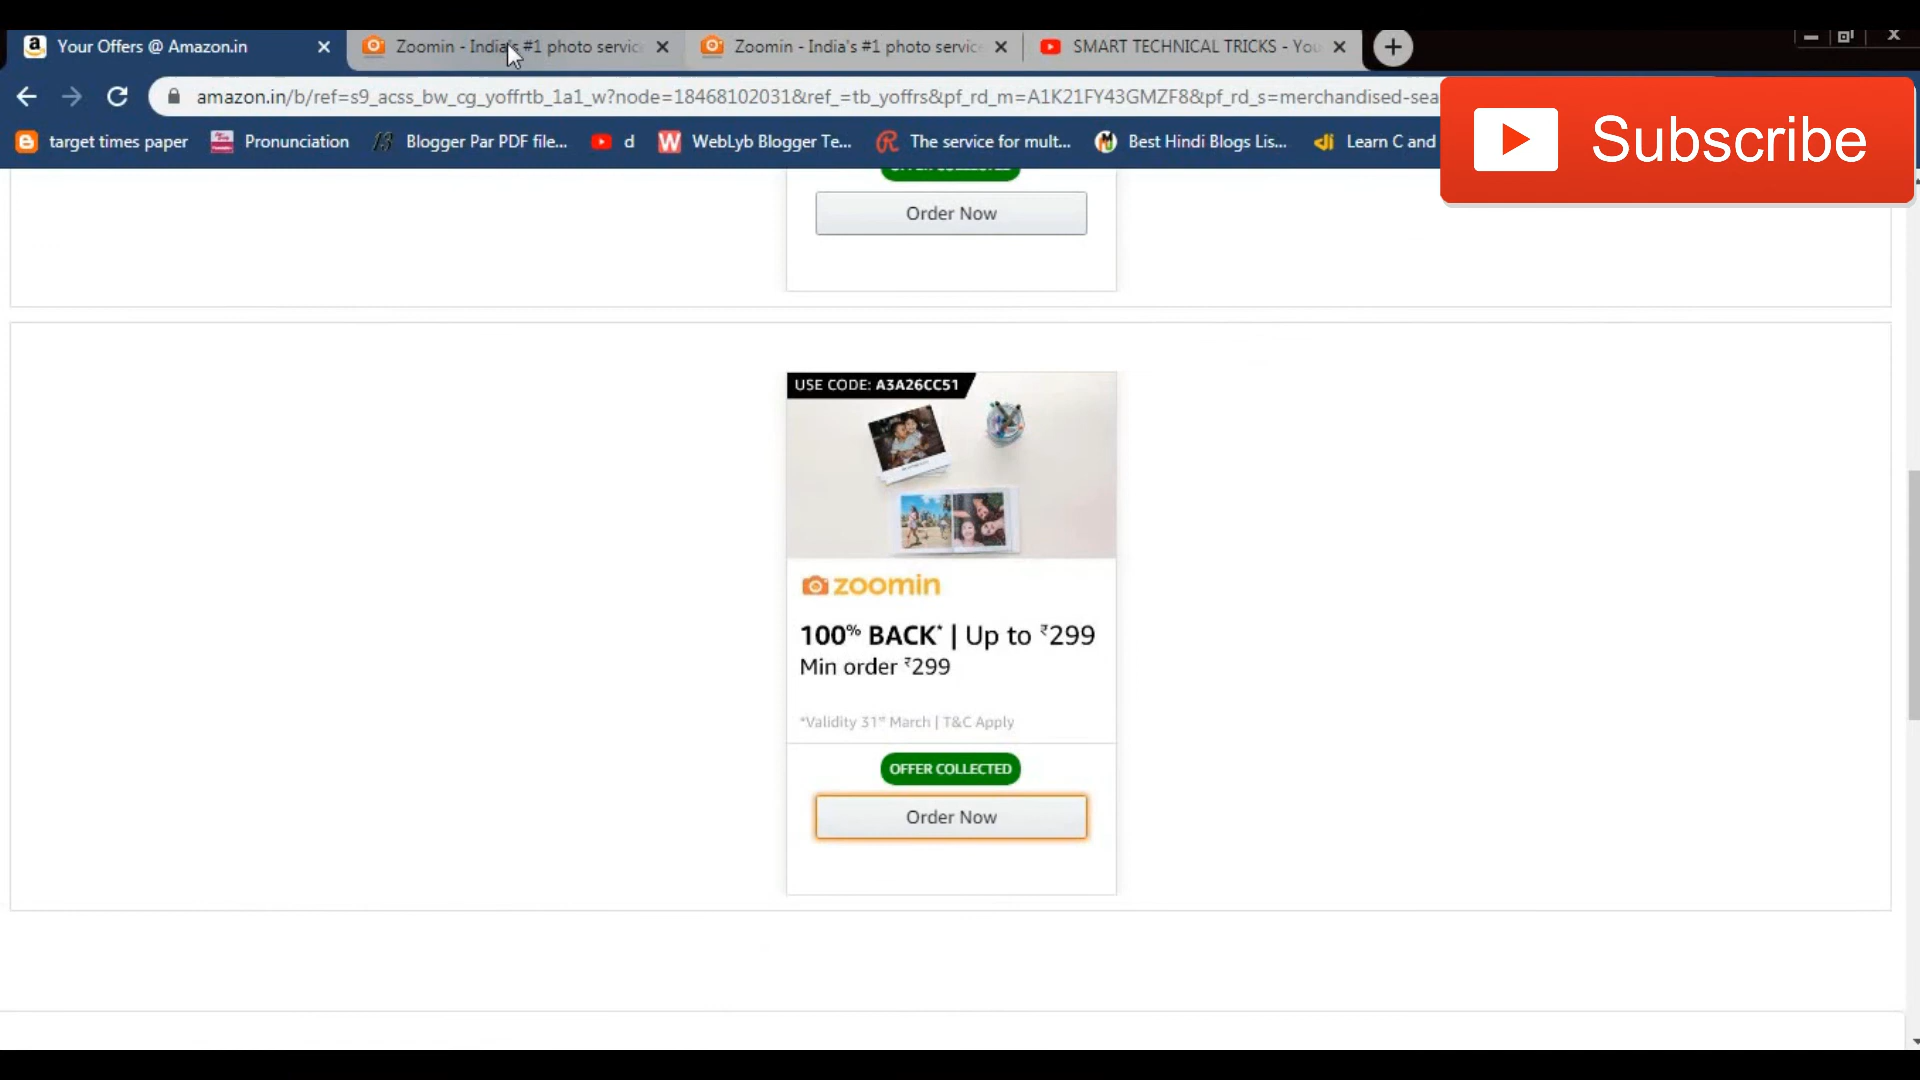 Your Offers @ Amazon.in
Zoomin - India's #1 photo servic
Zoomin - India's #1 photo servic
SMART TECHNICAL TRICKS - You
amazon.in/b/ref=s9_acss_bw_cg_yoffrtb_1a1_w?node=18468102031&ref_=tb_yoffrs&pf_rd_m=A1K21FY43GMZF8&pf_rd_s=merchandised-sea
Subscribe
target times paper
Pronunciation
Blogger Par PDF file...
d
WebLyb Blogger Te...
The service for mult...
Best Hindi Blogs Lis...
Learn C and
OFFER COLLECTED
Order Now
USE CODE: A3A26CC51
zoomin
100% BACK* | Up to ₹299
Min order ₹299
*Validity 31st March | T&C Apply
OFFER COLLECTED
Order Now